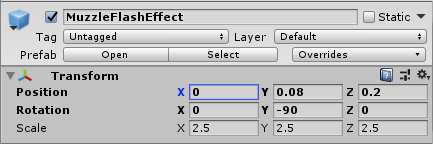 MuzzleFlashEffect Static
Tag Untagged Layer Default
Prefab Open Select Overrides
Transform
Position X 0 Y 0.08 Z 0.2
Rotation X 0 Y -90 Z 0
Scale X 2.5 Y 2.5 Z 2.5